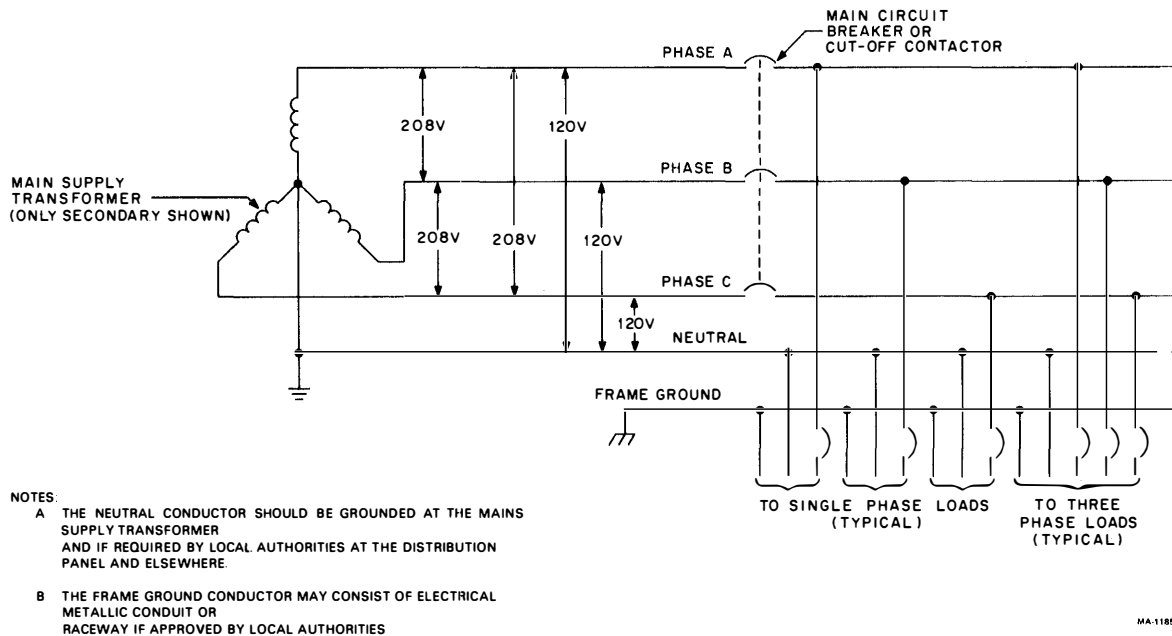 MAIN CIRCUIT
BREAKER OR
CUT-OFF CONTACTOR
PHASE A
208V
120V
MAIN SUPPLY
TRANSFORMER
(ONLY SECONDARY SHOWN)
PHASE B
208V
208V
120V
PHASE C
120V
NEUTRAL
FRAME GROUND
TO SINGLE PHASE LOADS
(TYPICAL)
TO THREE
PHASE LOADS
(TYPICAL)
NOTES:
A THE NEUTRAL CONDUCTOR SHOULD BE GROUNDED AT THE MAINS
SUPPLY TRANSFORMER
AND IF REQUIRED BY LOCAL AUTHORITIES AT THE DISTRIBUTION
PANEL AND ELSEWHERE.
B THE FRAME GROUND CONDUCTOR MAY CONSIST OF ELECTRICAL
METALLIC CONDUIT OR
RACEWAY IF APPROVED BY LOCAL AUTHORITIES